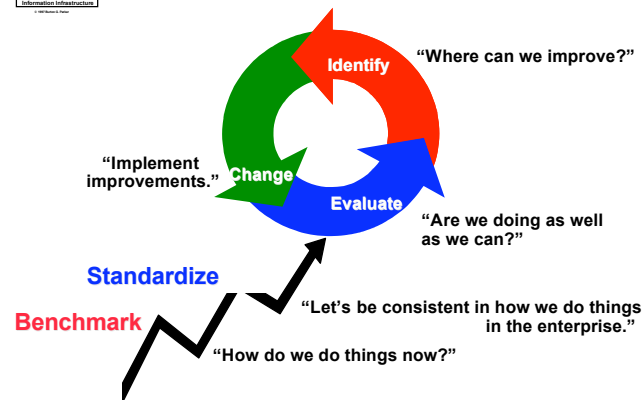 Information Infrastructure
Identify
“Where can we improve?”
“Implement
improvements.”
Change
Evaluate
“Are we doing as well
as we can?”
Standardize
“Let’s be consistent in how we do things
in the enterprise.”
Benchmark
“How do we do things now?”